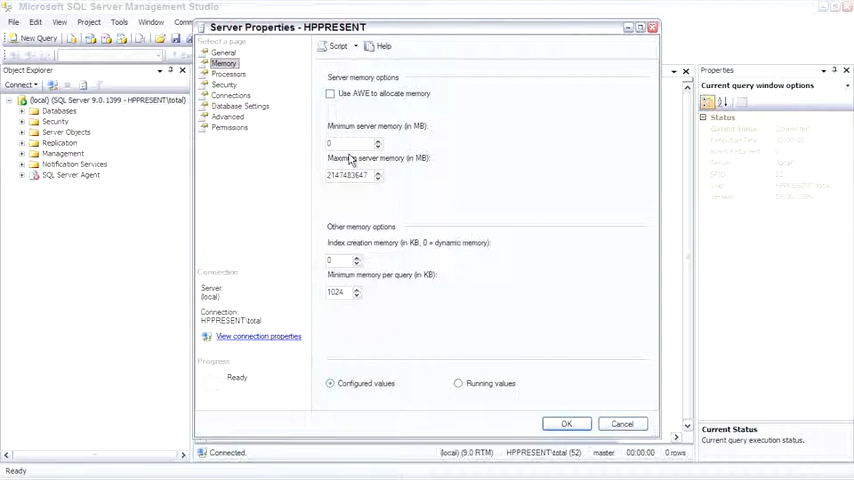 Microsoft SQL Server Management Studio
File Edit View Project Tools Window
New Query
Object Explorer
Connect
(local) (SQL Server 9.0.1399 - HPPRESENT\total)
Databases
Security
Server Objects
Replication
Management
Notification Services
SQL Server Agent
Server Properties - HPPRESENT
Select a page
General
Memory
Processors
Security
Connections
Database Settings
Advanced
Permissions
Connection
Server:
(local)
Connection:
HPPRESENT\total
View connection properties
Progress
Ready
Script Help
Server memory options
Use AWE to allocate memory
Minimum server memory (in MB):
0
Maximum server memory (in MB):
2147483647
Other memory options
Index creation memory (in KB, 0 = dynamic memory):
0
Minimum memory per query (in KB):
1024
Configured values Running values
OK Cancel
Properties
Current query window options
Status
Connection
Execution Time
Current Status
Current query execution status.
Connected. (local) (9.0 RTM) HPPRESENT\total (52) master 00:00:00 0 rows
Ready